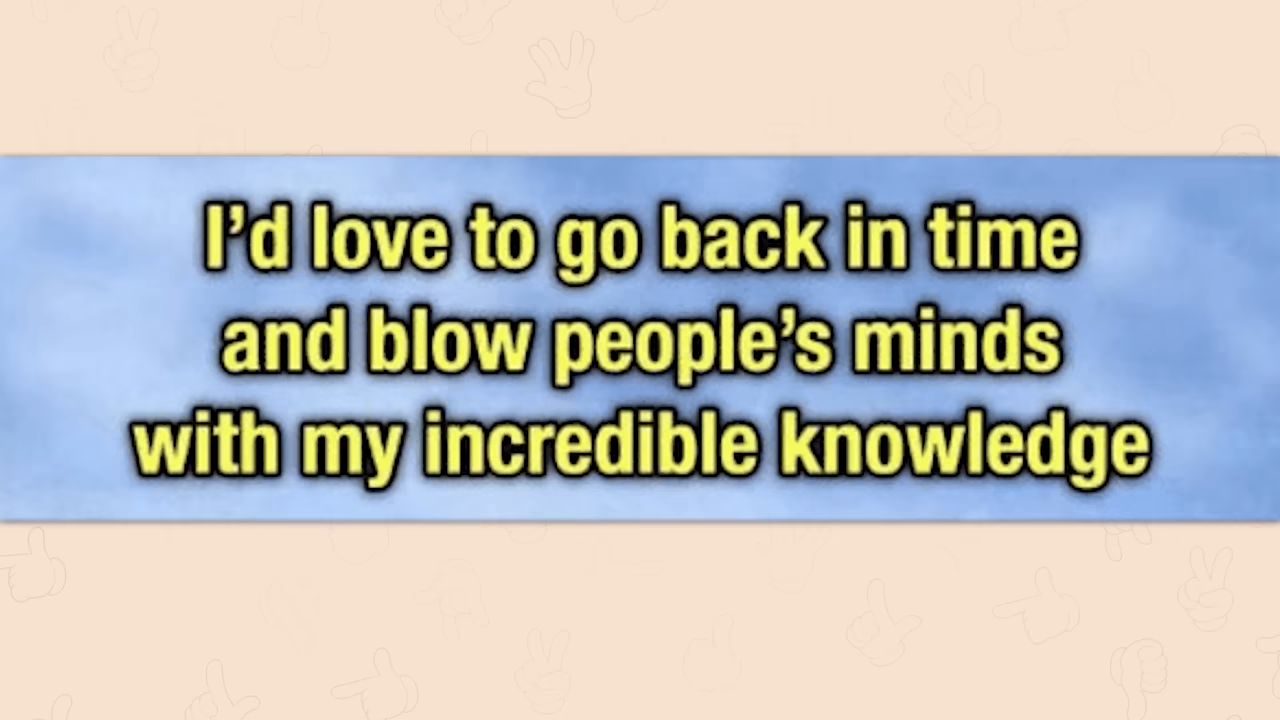 I’d love to go back in time
and blow people’s minds
with my incredible knowledge